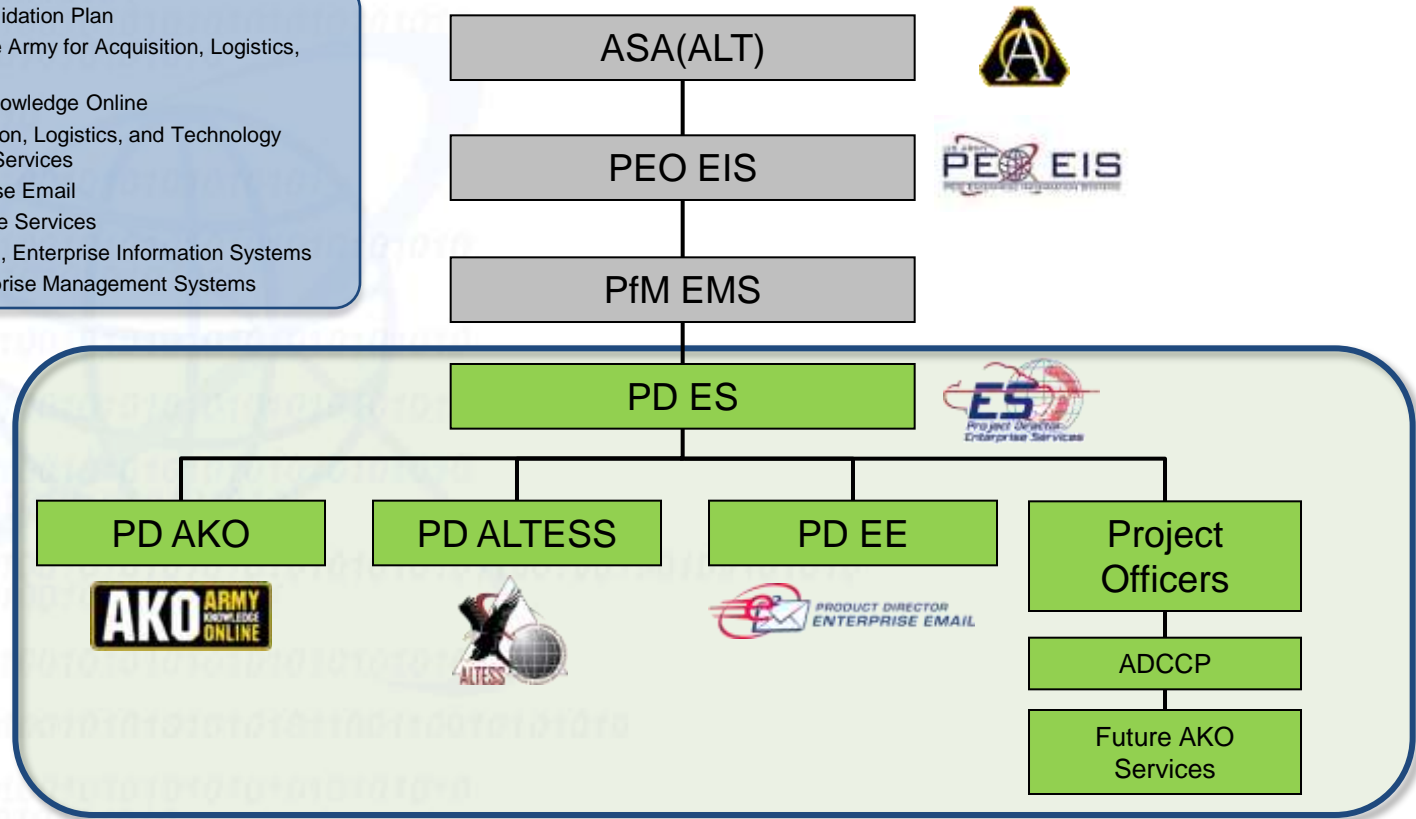 idation Plan
Army for Acquisition, Logistics,
owledge Online
on, Logistics, and Technology
Services
se Email
e Services
, Enterprise Information Systems
prise Management Systems
ASA(ALT)
PEO EIS
US ARMY
PEO EIS
PfM EMS
PD ES
ES
Project Director
Enterprise Services
PD AKO
PD ALTESS
PD EE
Project
Officers
AKO ARMY
KNOWLEDGE
ONLINE
ALTESS
PRODUCT DIRECTOR
ENTERPRISE EMAIL
ADCCP
Future AKO
Services